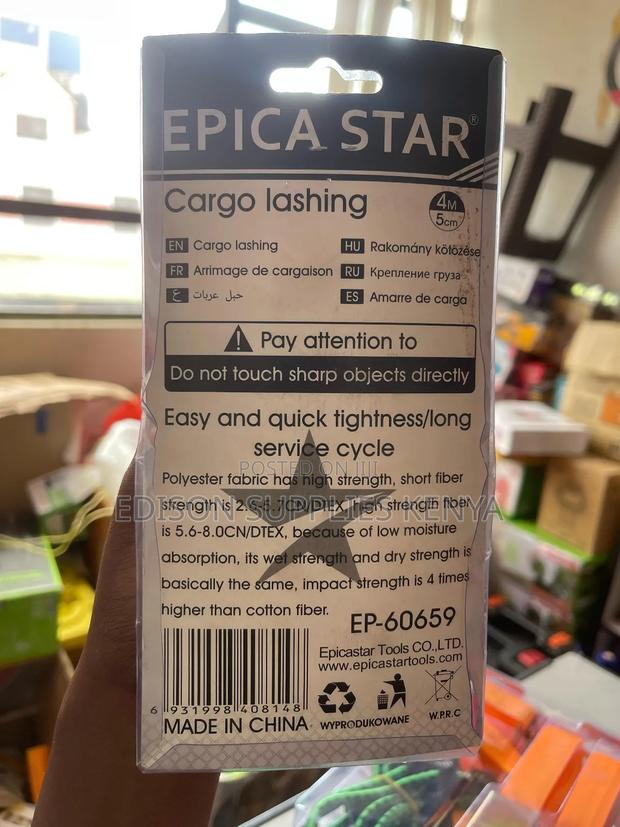 EPICA STAR®
Cargo lashing
4M
5cm
EN Cargo lashing
HU Rakomány kötözése
FR Arrimage de cargaison
RU Крепление груза
ع حبل عربات
ES Amarre de carga
Pay attention to
Do not touch sharp objects directly
Easy and quick tightness/long
service cycle
POSTED ON
EDISON SUPPLIES KENYA
Polyester fabric has high strength, short fiber
strength is 2.6-5.7CN/DTEX, high strength fiber
is 5.6-8.0CN/DTEX, because of low moisture
absorption, its wet strength and dry strength is
basically the same, impact strength is 4 times
higher than cotton fiber.
EP-60659
Epicastar Tools CO.,LTD.
www.epicastartools.com
6 931998 408148
MADE IN CHINA
WYPRODUKOWANE
W.P.R.C